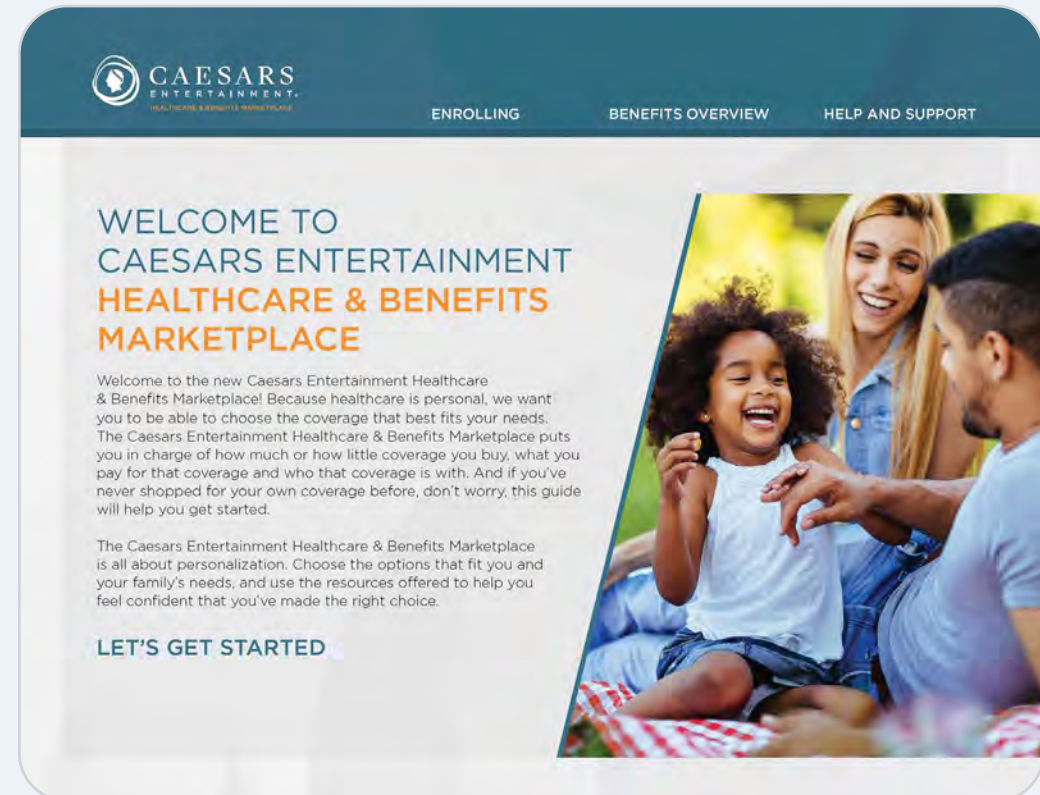 CAESARS
ENTERTAINMENT.
HEALTHCARE & BENEFITS MARKETPLACE
ENROLLING
BENEFITS OVERVIEW
HELP AND SUPPORT
WELCOME TO
CAESARS ENTERTAINMENT
HEALTHCARE & BENEFITS
MARKETPLACE
Welcome to the new Caesars Entertainment Healthcare
& Benefits Marketplace! Because healthcare is personal, we want
you to be able to choose the coverage that best fits your needs.
The Caesars Entertainment Healthcare & Benefits Marketplace puts
you in charge of how much or how little coverage you buy, what you
pay for that coverage and who that coverage is with. And if you've
never shopped for your own coverage before, don't worry, this guide
will help you get started.
The Caesars Entertainment Healthcare & Benefits Marketplace
is all about personalization. Choose the options that fit you and
your family's needs, and use the resources offered to help you
feel confident that you've made the right choice.
LET'S GET STARTED